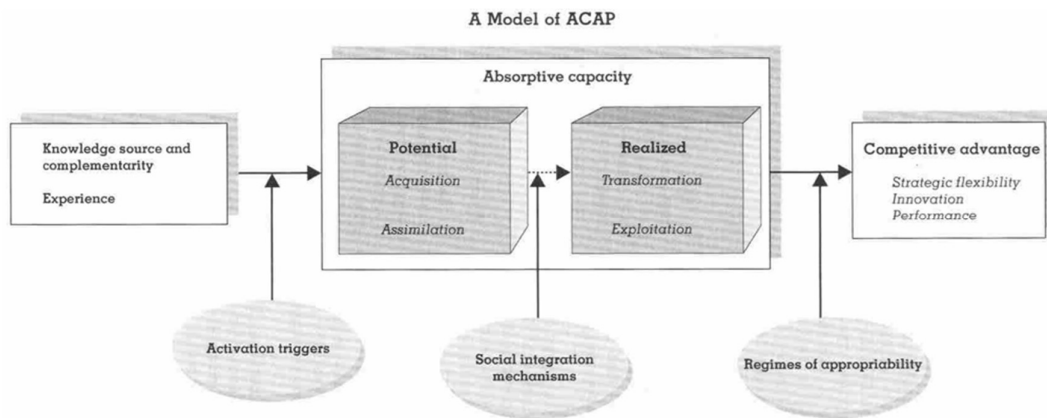 A Model of ACAP
Absorptive capacity
Knowledge source and
complementarity
Experience
Potential
Acquisition
Assimilation
Realized
Transformation
Exploitation
Competitive advantage
Strategic flexibility
Innovation
Performance
Activation triggers
Social integration
mechanisms
Regimes of appropriability